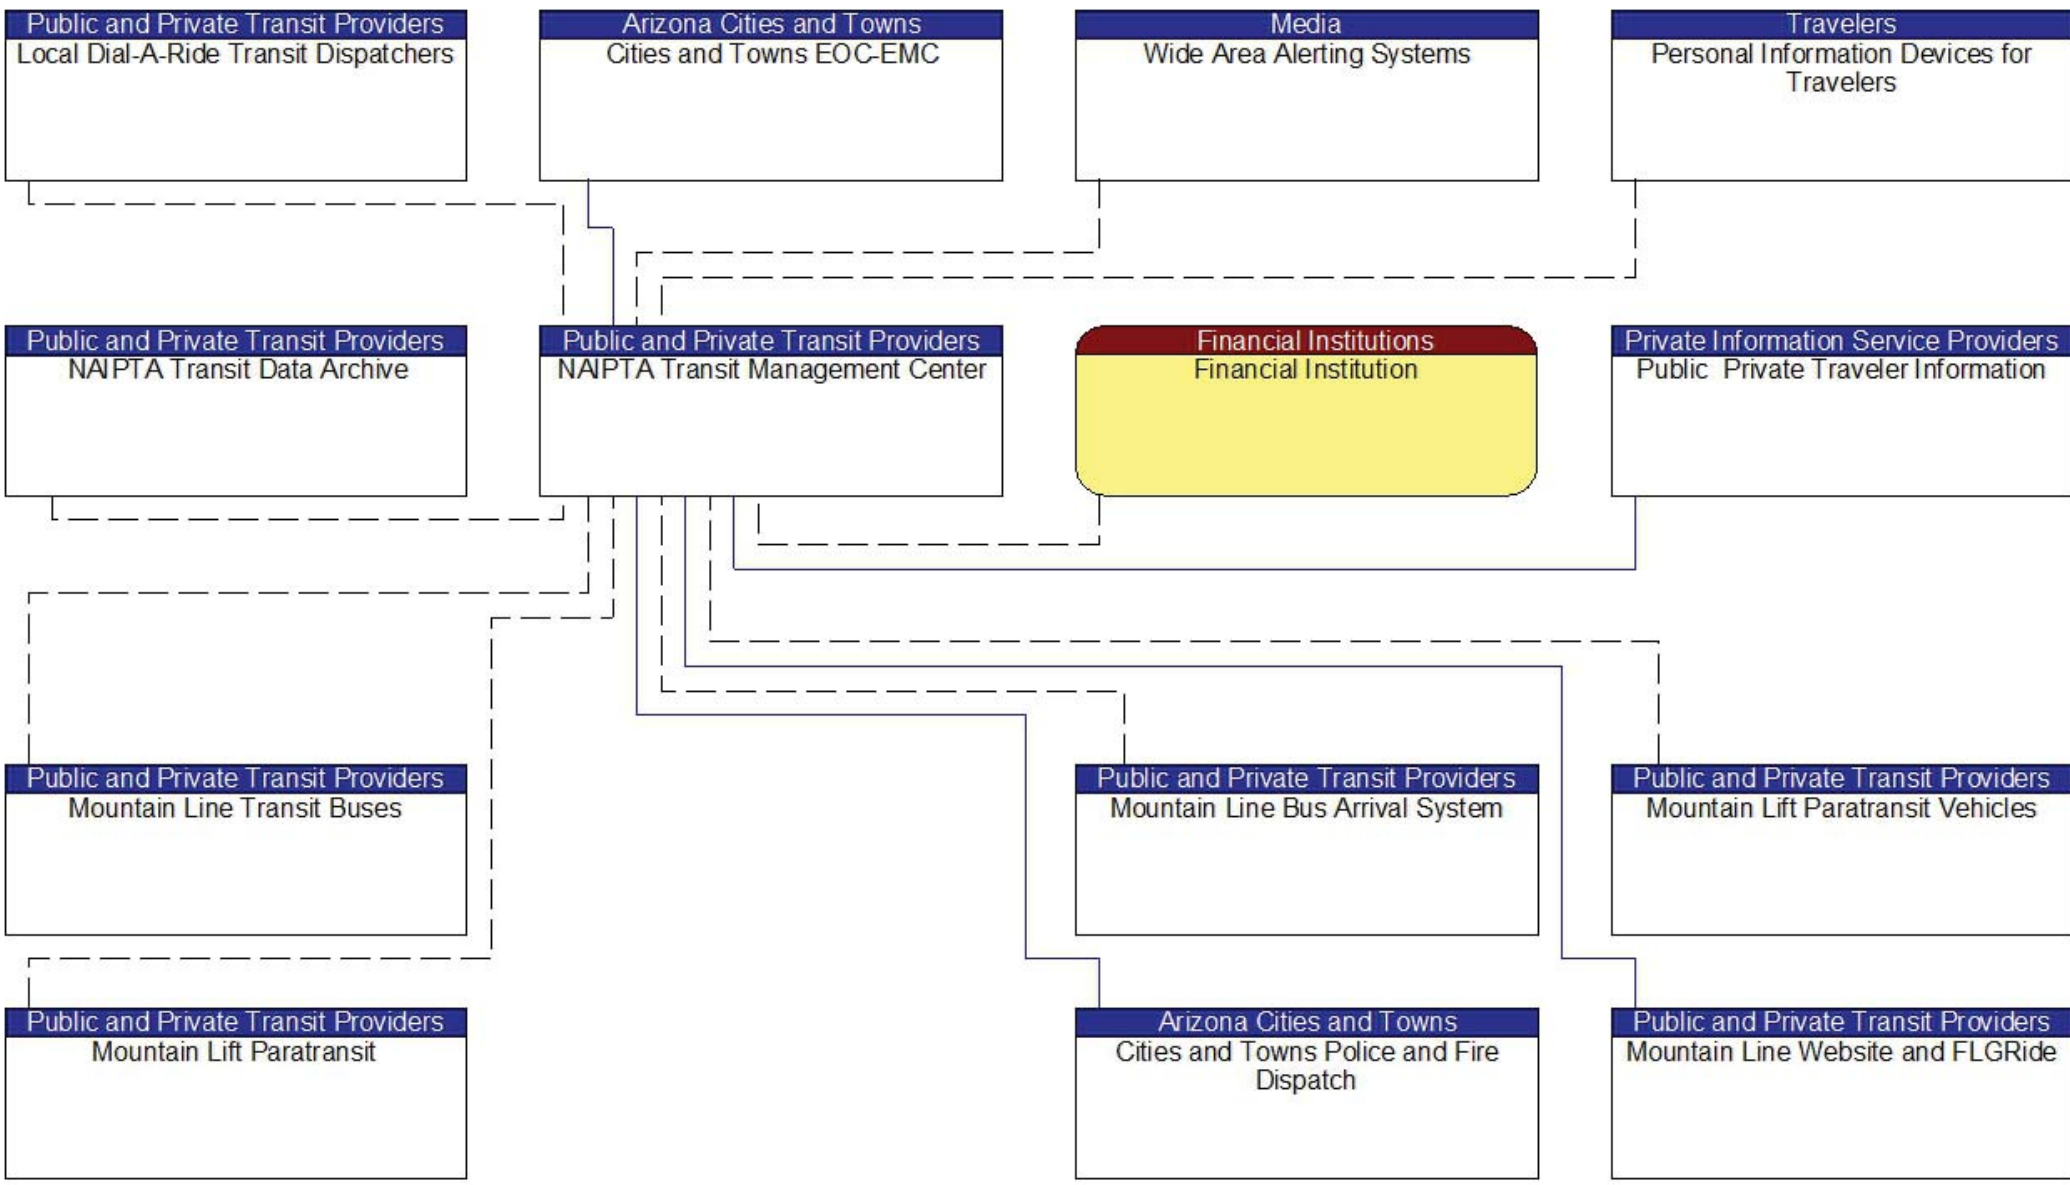 Public and Private Transit Providers
Local Dial-A-Ride Transit Dispatchers
Arizona Cities and Towns
Cities and Towns EOC-EMC
Media
Wide Area Alerting Systems
Travelers
Personal Information Devices for
Travelers
Public and Private Transit Providers
NAIPTA Transit Data Archive
Public and Private Transit Providers
NAIPTA Transit Management Center
Financial Institutions
Financial Institution
Private Information Service Providers
Public  Private Traveler Information
Public and Private Transit Providers
Mountain Line Transit Buses
Public and Private Transit Providers
Mountain Line Bus Arrival System
Public and Private Transit Providers
Mountain Lift Paratransit Vehicles
Public and Private Transit Providers
Mountain Lift Paratransit
Arizona Cities and Towns
Cities and Towns Police and Fire
Dispatch
Public and Private Transit Providers
Mountain Line Website and FLGRide